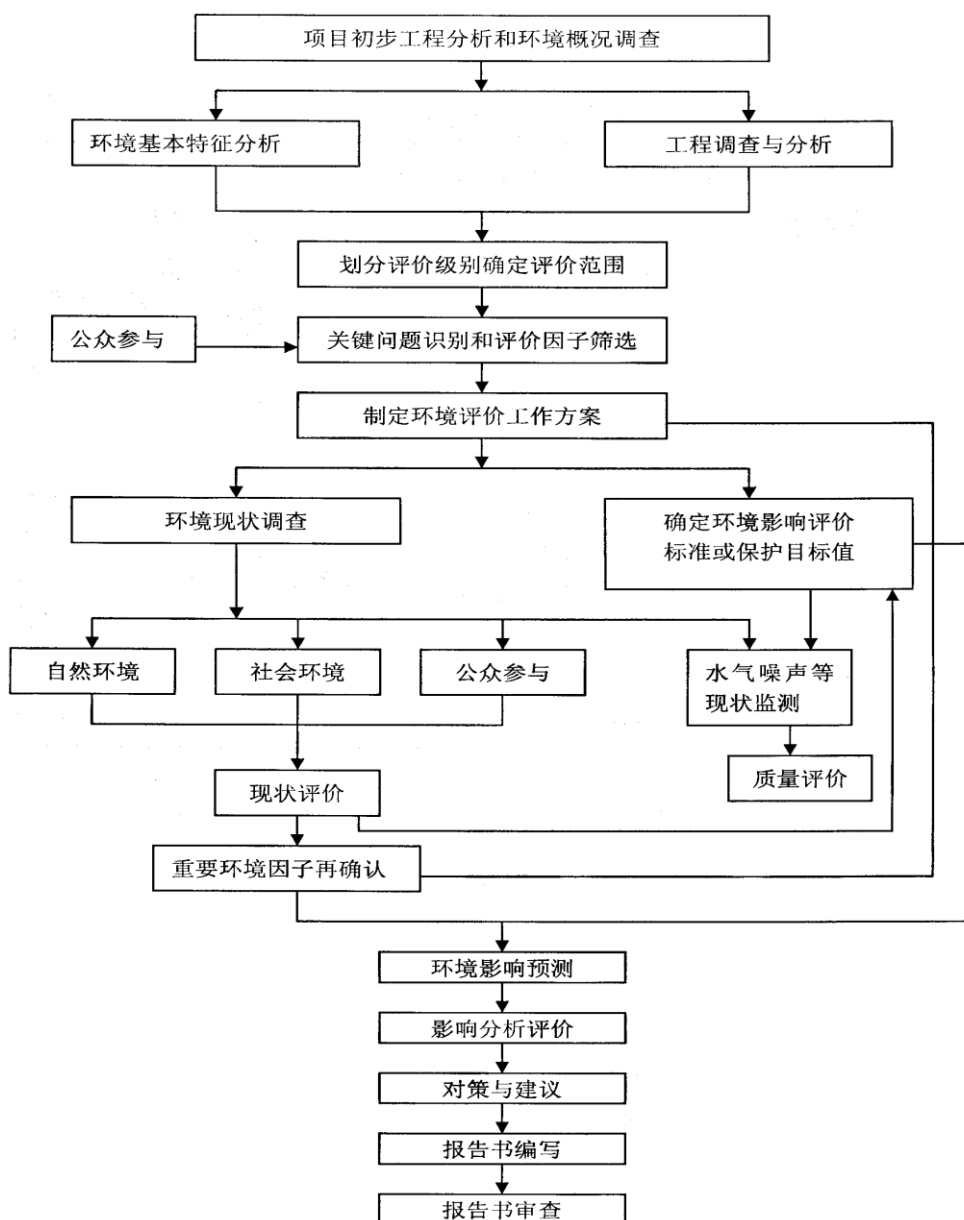 项目初步工程分析和环境概况调查
环境基本特征分析
工程调查与分析
划分评价级别确定评价范围
公众参与
关键问题识别和评价因子筛选
制定环境评价工作方案
环境现状调查
确定环境影响评价
标准或保护目标值
自然环境
社会环境
公众参与
水气噪声等
现状监测
质量评价
现状评价
重要环境因子再确认
环境影响预测
影响分析评价
对策与建议
报告书编写
报告书审查